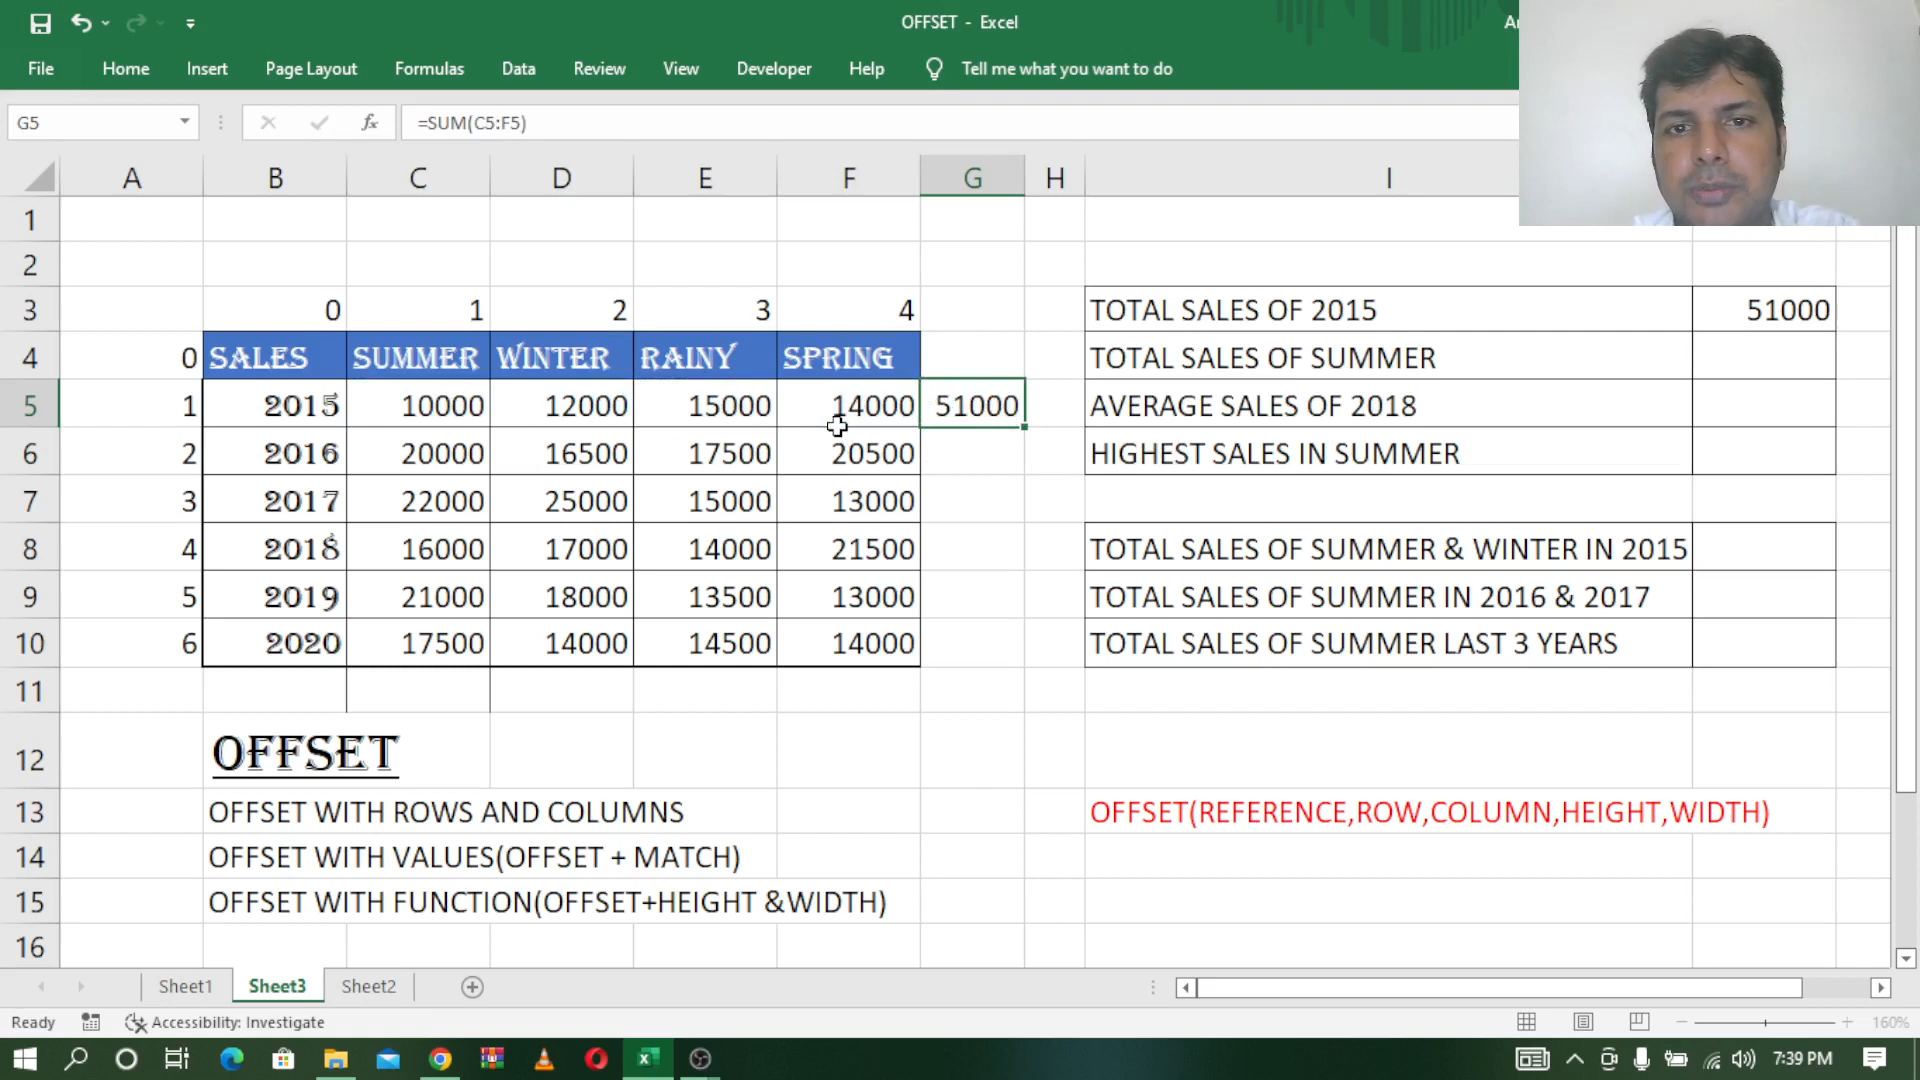 OFFSET - Excel
File Home Insert Page Layout Formulas Data Review View Developer Help Tell me what you want to do
G5 fx =SUM(C5:F5)
A B C D E F G H I
1
2
3 0 1 2 3 4 TOTAL SALES OF 2015 51000
4 0 SALES SUMMER WINTER RAINY SPRING TOTAL SALES OF SUMMER
5 1 2015 10000 12000 15000 14000 51000 AVERAGE SALES OF 2018
6 2 2016 20000 16500 17500 20500 HIGHEST SALES IN SUMMER
7 3 2017 22000 25000 15000 13000
8 4 2018 16000 17000 14000 21500 TOTAL SALES OF SUMMER & WINTER IN 2015
9 5 2019 21000 18000 13500 13000 TOTAL SALES OF SUMMER IN 2016 & 2017
10 6 2020 17500 14000 14500 14000 TOTAL SALES OF SUMMER LAST 3 YEARS
11
12 OFFSET
13 OFFSET WITH ROWS AND COLUMNS OFFSET(REFERENCE,ROW,COLUMN,HEIGHT,WIDTH)
14 OFFSET WITH VALUES(OFFSET + MATCH)
15 OFFSET WITH FUNCTION(OFFSET+HEIGHT &WIDTH)
16
Sheet1 Sheet3 Sheet2
Ready Accessibility: Investigate 160%
7:39 PM